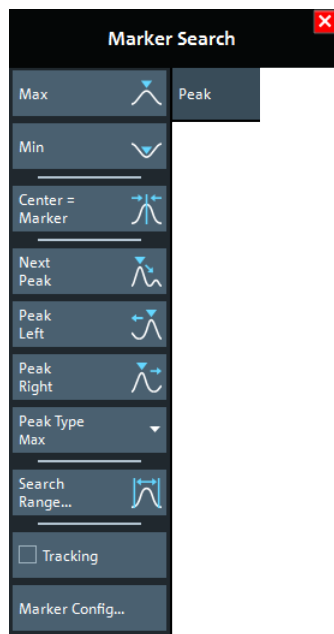 Marker Search
Max
Peak
Min
Center =
Marker
Next
Peak
Peak
Left
Peak
Right
Peak Type
Max
Search
Range...
Tracking
Marker Config...